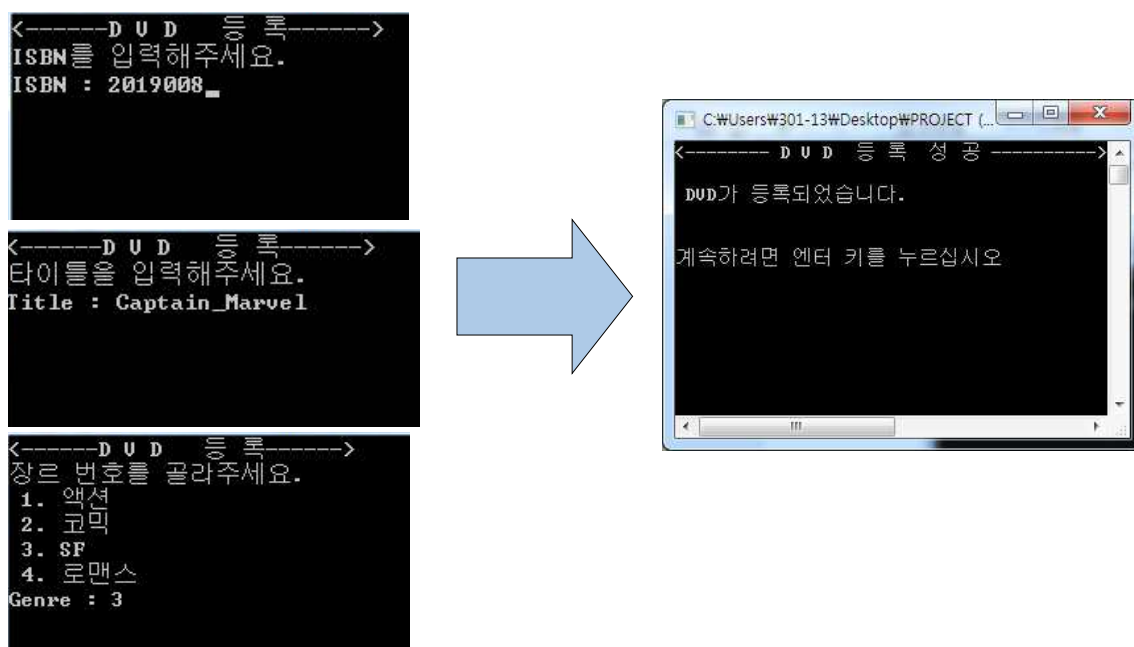 <------D V D 등 록------>
ISBN를 입력해주세요.
ISBN : 2019008_
<------D V D 등 록------>
타이틀을 입력해주세요.
Title : Captain_Marvel
<------D V D 등 록------>
장르 번호를 골라주세요.
1. 액션
2. 코믹
3. SF
4. 로맨스
Genre : 3
C:₩Users₩301-13₩Desktop₩PROJECT (...
<-------- D V D 등 록 성 공 ---------->
DVD가 등록되었습니다.
계속하려면 엔터 키를 누르십시오